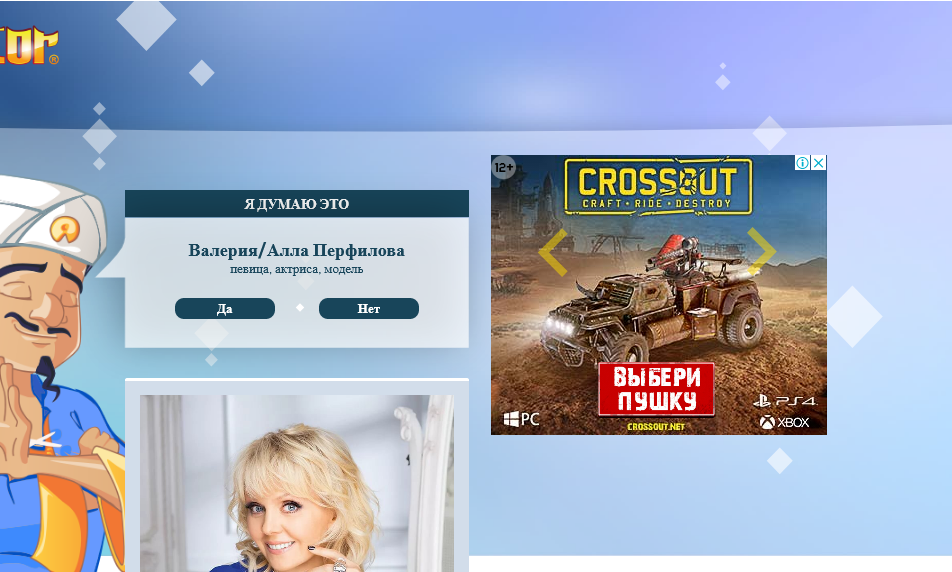 Я ДУМАЮ ЭТО
Валерия/Алла Перфилова
певица, актриса, модель
Да
Нет
12+
CROSSOUT
CRAFT · RIDE · DESTROY
ВЫБЕРИ
ПУШКУ
CROSSOUT.NET
PC
PS4
XBOX